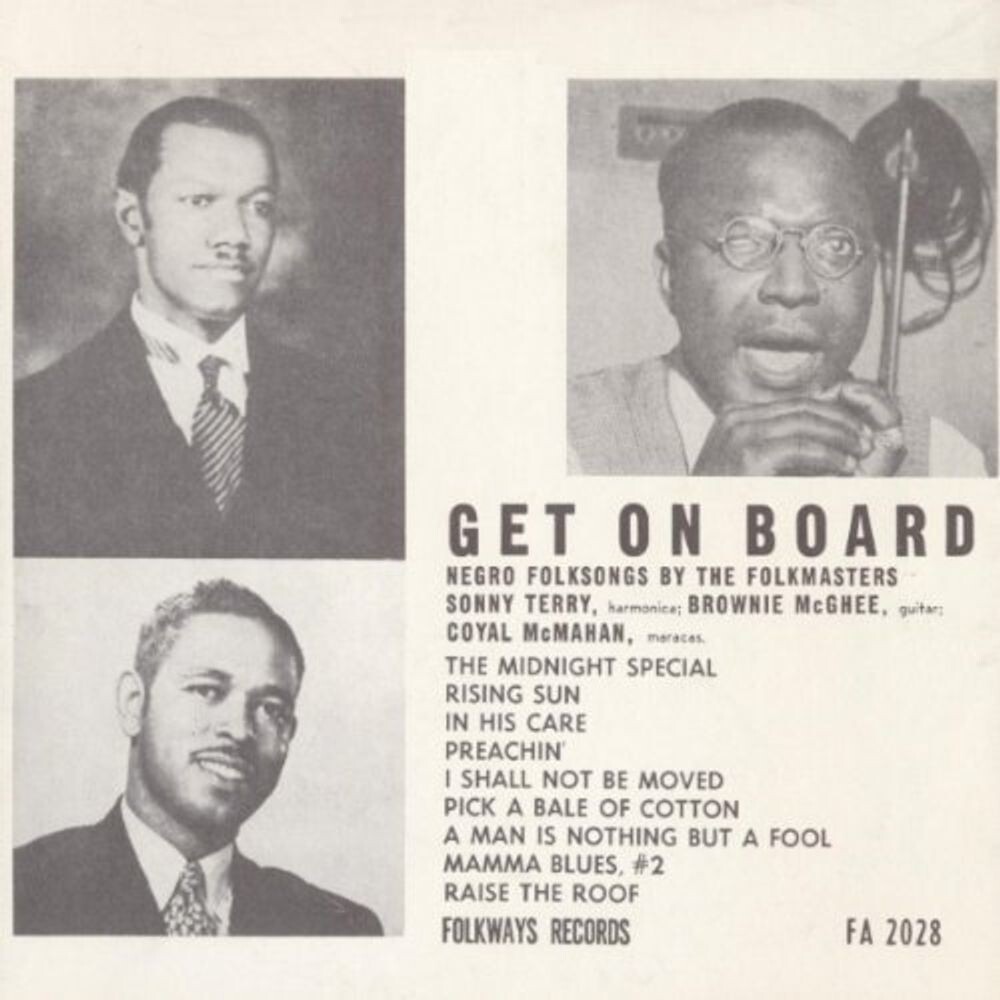 GET ON BOARD
NEGRO FOLKSONGS BY THE FOLKMASTERS
SONNY TERRY, harmonica; BROWNIE McGHEE, guitar;
COYAL McMAHAN, maracas.
THE MIDNIGHT SPECIAL
RISING SUN
IN HIS CARE
PREACHIN'
I SHALL NOT BE MOVED
PICK A BALE OF COTTON
A MAN IS NOTHING BUT A FOOL
MAMMA BLUES, #2
RAISE THE ROOF
FOLKWAYS RECORDS FA 2028